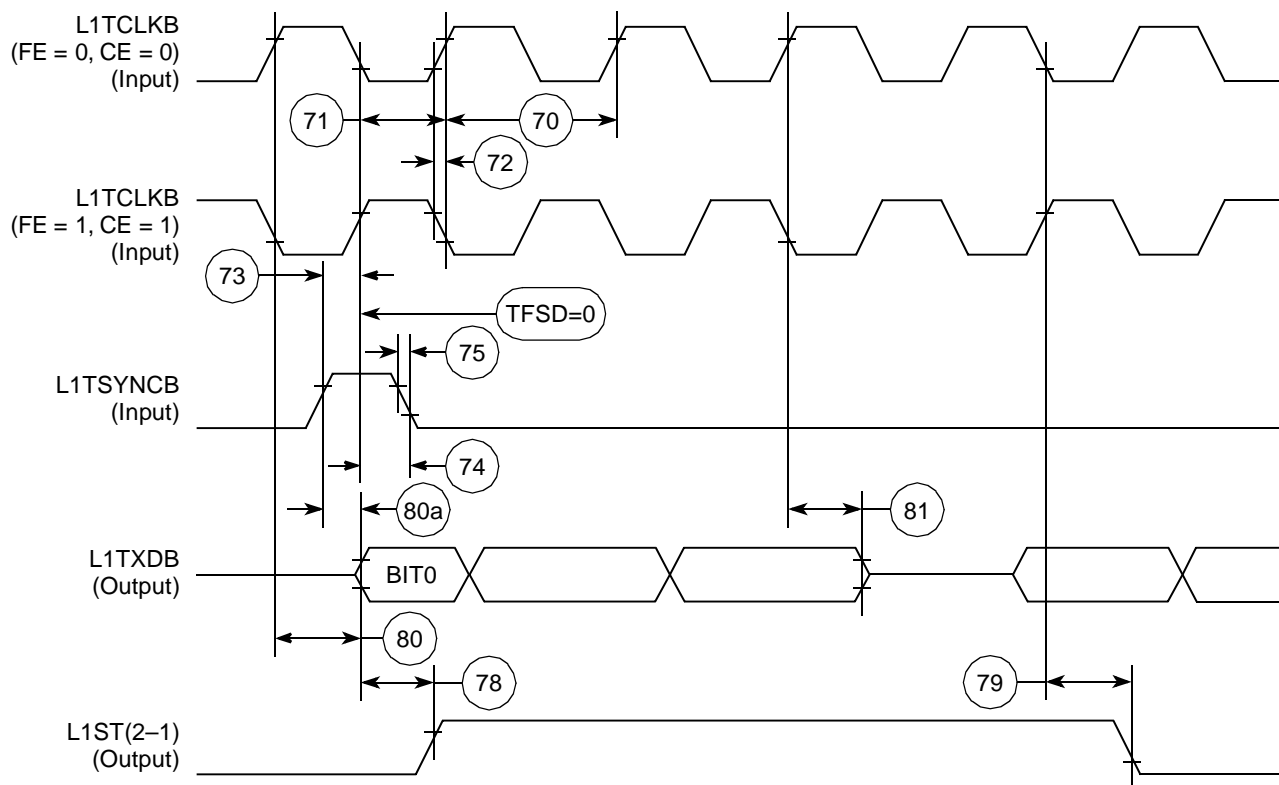 L1TCLKB
(FE = 0, CE = 0)
(Input)
71
70
72
L1TCLKB
(FE = 1, CE = 1)
(Input)
73
TFSD=0
75
L1TSYNCB
(Input)
74
80a
81
L1TXDB
(Output)
BIT0
80
78
79
L1ST(2–1)
(Output)